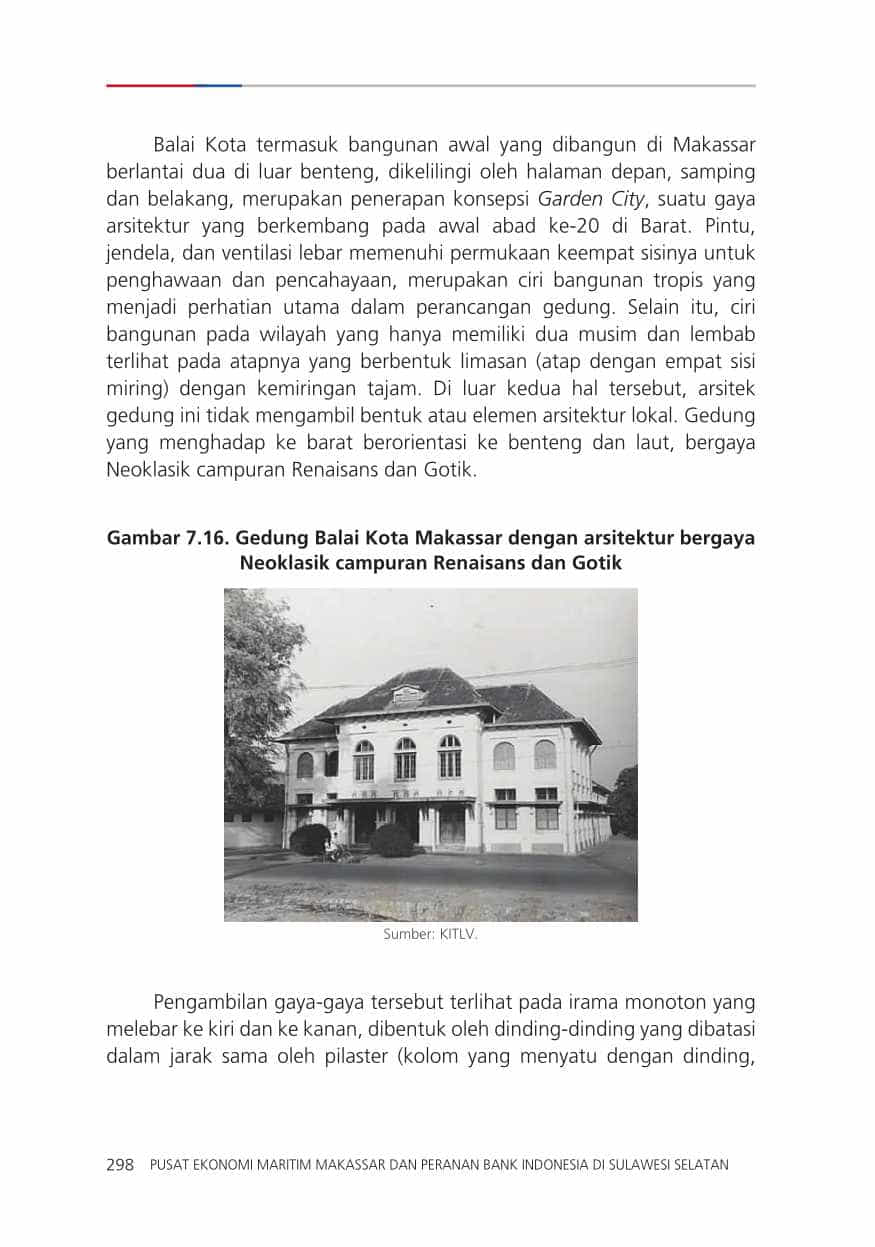 Balai Kota termasuk bangunan awal yang dibangun di Makassar
berlantai dua di luar benteng, dikelilingi oleh halaman depan, samping
dan belakang, merupakan penerapan konsepsi Garden City, suatu gaya
arsitektur yang berkembang pada awal abad ke-20 di Barat. Pintu,
jendela, dan ventilasi lebar memenuhi permukaan keempat sisinya untuk
penghawaan dan pencahayaan, merupakan ciri bangunan tropis yang
menjadi perhatian utama dalam perancangan gedung. Selain itu, ciri
bangunan pada wilayah yang hanya memiliki dua musim dan lembab
terlihat pada atapnya yang berbentuk limasan (atap dengan empat sisi
miring) dengan kemiringan tajam. Di luar kedua hal tersebut, arsitek
gedung ini tidak mengambil bentuk atau elemen arsitektur lokal. Gedung
yang menghadap ke barat berorientasi ke benteng dan laut, bergaya
Neoklasik campuran Renaisans dan Gotik.
Gambar 7.16. Gedung Balai Kota Makassar dengan arsitektur bergaya
Neoklasik campuran Renaisans dan Gotik
Sumber: KITLV.
Pengambilan gaya-gaya tersebut terlihat pada irama monoton yang
melebar ke kiri dan ke kanan, dibentuk oleh dinding-dinding yang dibatasi
dalam jarak sama oleh pilaster (kolom yang menyatu dengan dinding,
298 PUSAT EKONOMI MARITIM MAKASSAR DAN PERANAN BANK INDONESIA DI SULAWESI SELATAN